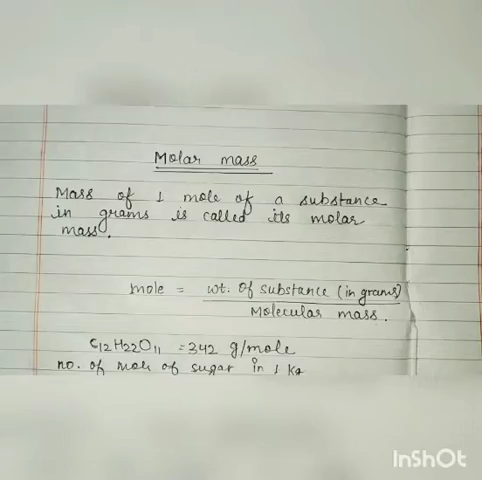 Molar mass
Mass of 1 mole of a substance
in grams is called its molar
mass.
mole = wt. of substance (in grams)
Molecular mass.
C12H22O11 = 342 g/mole
no. of mole of sugar in 1 kg
InShOt